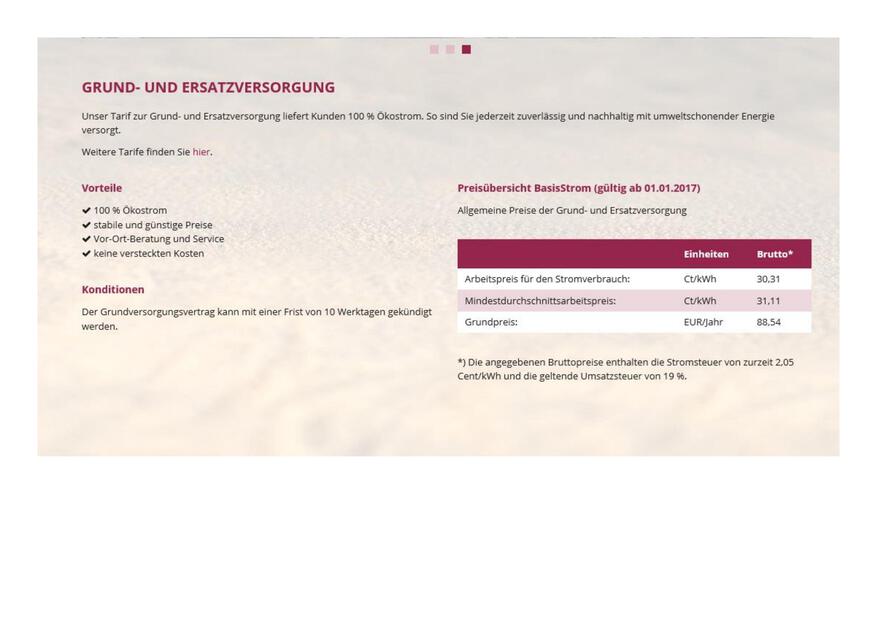 GRUND- UND ERSATZVERSORGUNG
Unser Tarif zur Grund- und Ersatzversorgung liefert Kunden 100 % Ökostrom. So sind Sie jederzeit zuverlässig und nachhaltig mit umweltschonender Energie
versorgt.
Weitere Tarife finden Sie hier.
Vorteile
✔ 100 % Ökostrom
✔ stabile und günstige Preise
✔ Vor-Ort-Beratung und Service
✔ keine versteckten Kosten
Konditionen
Der Grundversorgungsvertrag kann mit einer Frist von 10 Werktagen gekündigt
werden.
Preisübersicht BasisStrom (gültig ab 01.01.2017)
Allgemeine Preise der Grund- und Ersatzversorgung
Einheiten Brutto*
Arbeitspreis für den Stromverbrauch: Ct/kWh 30,31
Mindestdurchschnittsarbeitspreis: Ct/kWh 31,11
Grundpreis: EUR/Jahr 88,54
*) Die angegebenen Bruttopreise enthalten die Stromsteuer von zurzeit 2,05
Cent/kWh und die geltende Umsatzsteuer von 19 %.